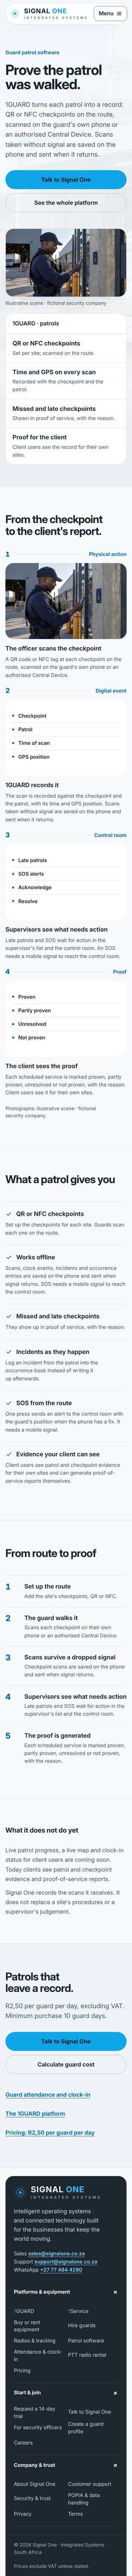 SIGNAL ONE
INTEGRATED SYSTEMS
Menu
Guard patrol software
Prove the patrol
was walked.
1GUARD turns each patrol into a record: QR
or NFC checkpoints across the route,
scanned on the guard's own phone or on
an authorised Central Device. Scans
taken without signal are saved on the
phone and sent when it returns.
Talk to Signal One
See the whole platform
Illustrative scene · fictional security company
1GUARD · patrols
QR or NFC checkpoints
Set per site; scanned on the route.
Time and GPS on every scan
Recorded with the checkpoint and the
patrol.
Missed and late checkpoints
Shown in proof of service, with the reason.
Proof for the client
Client users see the record for their own
sites.
From the checkpoint
to the client's report.
1
Physical action
The officer scans the checkpoint
A QR code or NFC tag at each checkpoint on the
route, scanned on the guard's own phone or an
authorised Central Device.
2
Digital event
Checkpoint
Patrol
Time of scan
GPS position
1GUARD records it
The scan is recorded against the checkpoint and the
patrol, with its time and GPS position. Scans
taken without signal are saved on the phone and
sent when it returns.
3
Control room
Late patrols
SOS alerts
Acknowledge
Resolve
Supervisors see what needs action
Late patrols and SOS wait for action in the
supervisor's list and the control room. An SOS
needs a mobile signal to reach the control room.
4
Proof
Proven
Partly proven
Unresolved
Not proven
The client sees the proof
Each scheduled service is marked proven, partly
proven, unresolved or not proven, with the reason.
Client users see it for their own sites.
Photographs: illustrative scene · fictional
security company.
What a patrol gives you
QR or NFC checkpoints
Set up the checkpoints for each site. Guards scan
each one on the route.
Works offline
Scans, clock events, incidents and occurrence
entries are saved on the phone and sent when
signal returns. SOS needs a mobile signal to reach
the control room.
Missed and late checkpoints
They show up in proof of service, with the reason.
Incidents as they happen
Log an incident from the patrol into the
occurrence book instead of writing it
up afterwards.
SOS from the route
One press sends an alert to the control room with
the guard's position if the phone has a fix. It
needs a mobile signal.
Evidence your client can see
Client users see patrol and checkpoint evidence
for their own sites and can generate proof-of-
service reports themselves.
From route to proof
1
Set up the route
Add the site's checkpoints, QR or NFC.
2
The guard walks it
Scans each checkpoint on their own
phone or an authorised Central Device.
3
Scans survive a dropped signal
Checkpoint scans are saved on the phone
and sent when signal returns.
4
Supervisors see what needs action
Late patrols and SOS wait for action in the
supervisor's list and the control room.
5
The proof is generated
Each scheduled service is marked proven,
partly proven, unresolved or not proven,
with the reason.
What it does not do yet
Live patrol progress, a live map and clock-in
status for client users are coming soon.
Today clients see patrol and checkpoint
evidence and proof-of-service reports.
Signal One records the scans it receives. It
does not replace a site's procedures or a
supervisor's judgement.
Patrols that
leave a record.
R2,50 per guard per day, excluding VAT.
Minimum purchase 10 guard days.
Talk to Signal One
Calculate guard cost
Guard attendance and clock-in
The 1GUARD platform
Pricing: R2,50 per guard per day
SIGNAL ONE
INTEGRATED SYSTEMS
Intelligent operating systems
and connected technology built
for the businesses that keep the
world moving.
Sales sales@signalone.co.za
Support support@signalone.co.za
WhatsApp +27 77 484 4280
Platforms & equipment
1GUARD
1Service
Buy or rent
equipment
Hire guards
Radios & tracking
Patrol software
Attendance & clock-
in
PTT radio rental
Pricing
Start & join
Request a 14-day
trial
Talk to Signal One
For security officers
Create a guard
profile
Careers
Company & trust
About Signal One
Customer support
Security & trust
POPIA & data
handling
Privacy
Terms
© 2026 Signal One · Integrated Systems ·
South Africa
Prices exclude VAT unless stated.